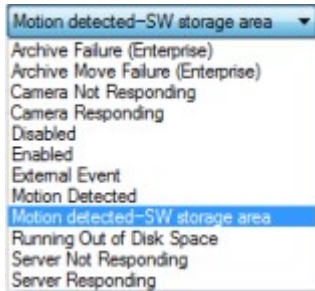 Motion detected-SW storage area
Archive Failure (Enterprise)
Archive Move Failure (Enterprise)
Camera Not Responding
Camera Responding
Disabled
Enabled
External Event
Motion Detected
Motion detected-SW storage area
Running Out of Disk Space
Server Not Responding
Server Responding